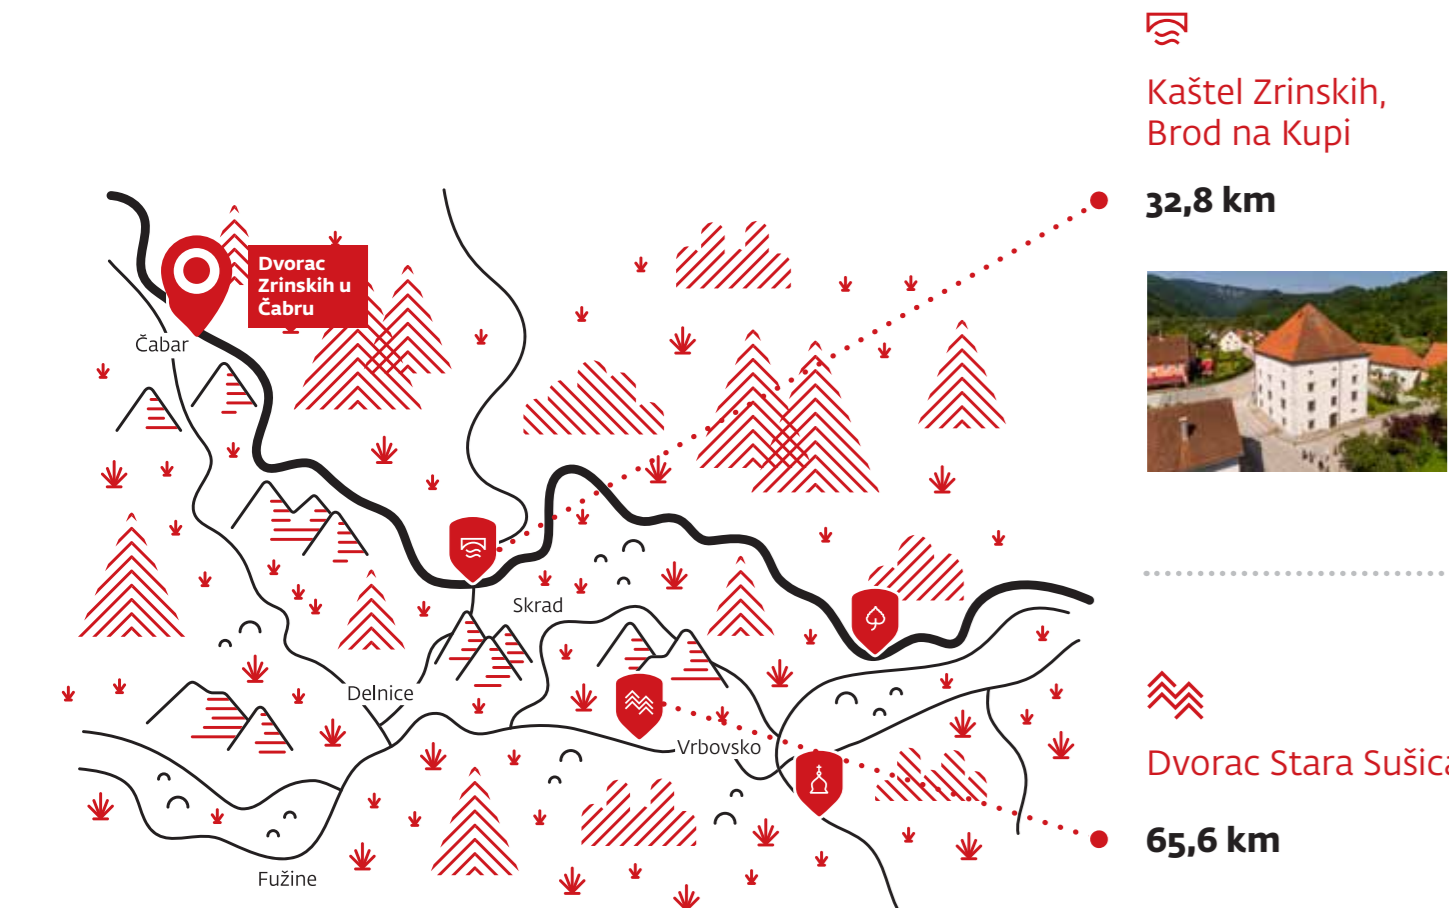 Kaštel Zrinskih,
Brod na Kupi
32,8 km
Dvorac
Zrinskih u
Čabru
Čabar
Skrad
Delnice
Vrbovsko
Fužine
Dvorac Stara Sušica
65,6 km